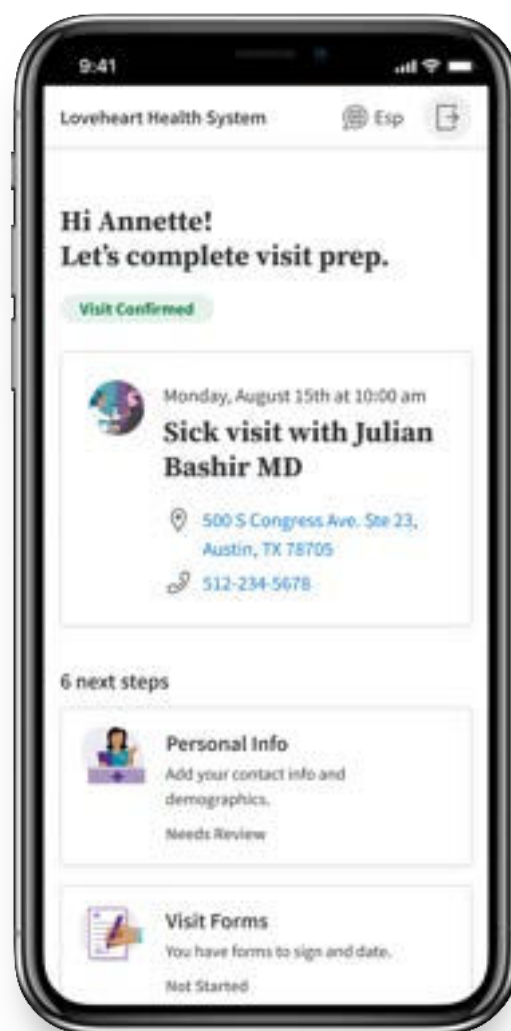 9:41
Loveheart Health System
Esp
Hi Annette!
Let's complete visit prep.
Visit Confirmed
Monday, August 15th at 10:00 am
Sick visit with Julian
Bashir MD
500 S Congress Ave. Ste 23,
Austin, TX 78705
512-234-5678
6 next steps
Personal Info
Add your contact info and
demographics.
Needs Review
Visit Forms
You have forms to sign and date.
Not Started